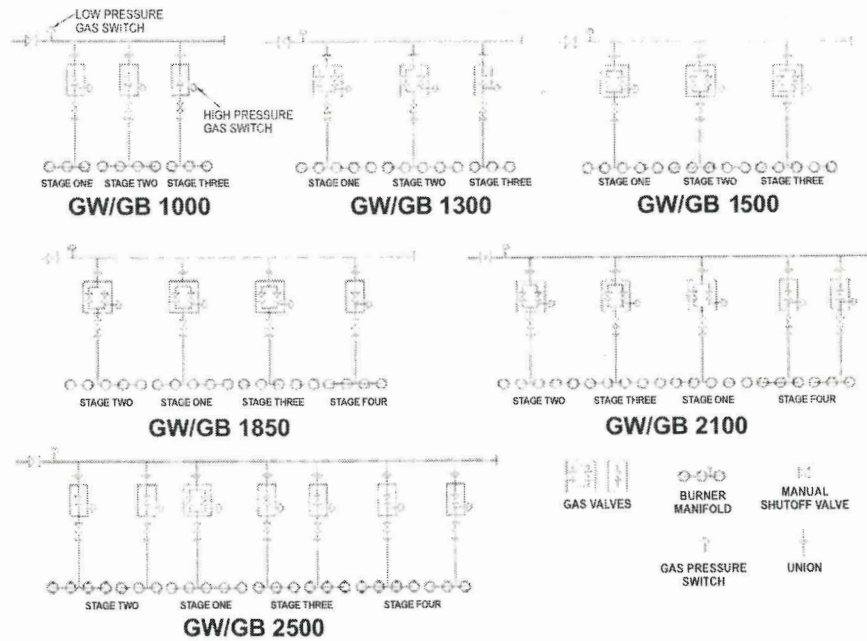 LOW PRESSURE
GAS SWITCH
HIGH PRESSURE
GAS SWITCH
STAGE ONE STAGE TWO STAGE THREE
GW/GB 1000
STAGE ONE STAGE TWO STAGE THREE
GW/GB 1300
STAGE ONE STAGE TWO STAGE THREE
GW/GB 1500
STAGE TWO STAGE ONE STAGE THREE STAGE FOUR
GW/GB 1850
STAGE TWO STAGE THREE STAGE ONE STAGE FOUR
GW/GB 2100
STAGE TWO STAGE ONE STAGE THREE STAGE FOUR
GW/GB 2500
GAS VALVES
BURNER
MANIFOLD
MANUAL
SHUTOFF VALVE
GAS PRESSURE
SWITCH
UNION